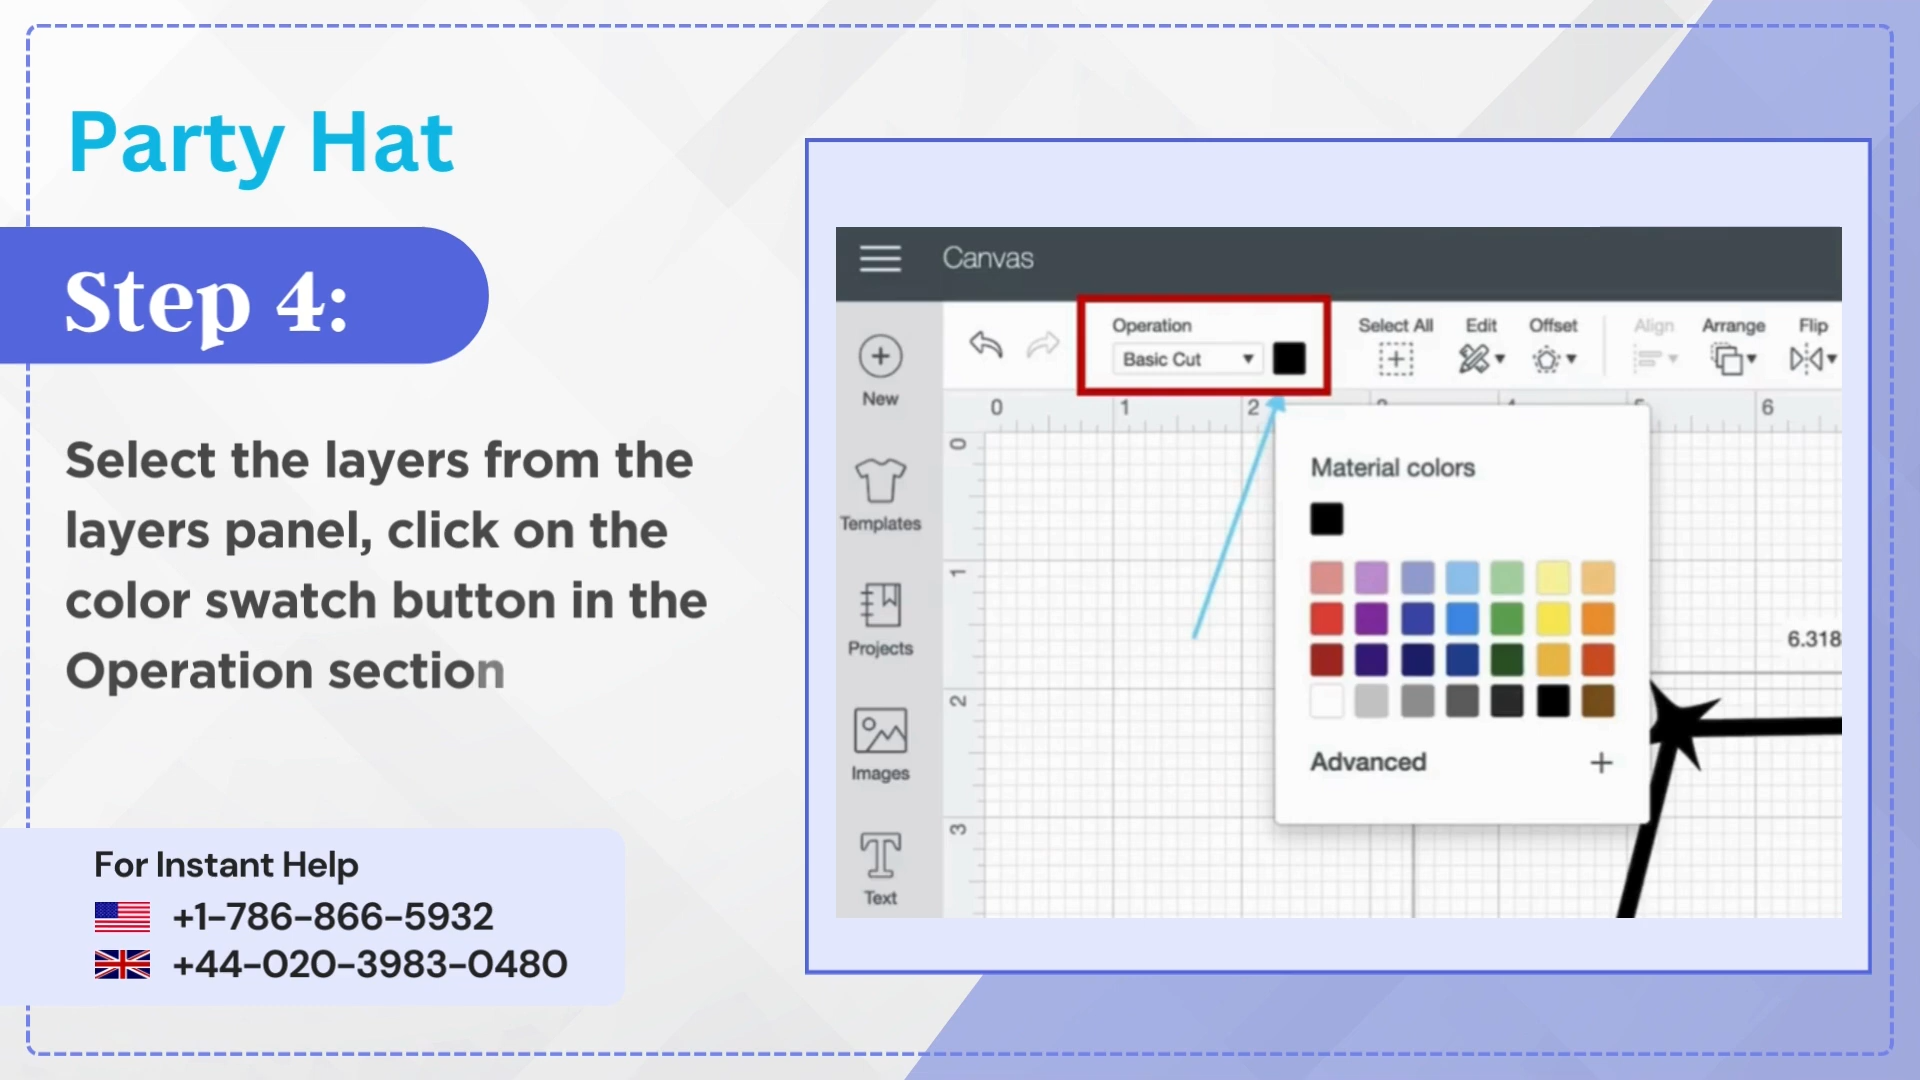 Party Hat
Step 4:
Select the layers from the
layers panel, click on the
color swatch button in the
Operation section
For Instant Help
+1-786-866-5932
+44-020-3983-0480
Canvas
Operation
Basic Cut
Select All
Edit
Offset
Align
Arrange
Flip
New
Templates
Projects
Images
Text
0
1
2
6
0
1
2
3
Material colors
Advanced
6.318